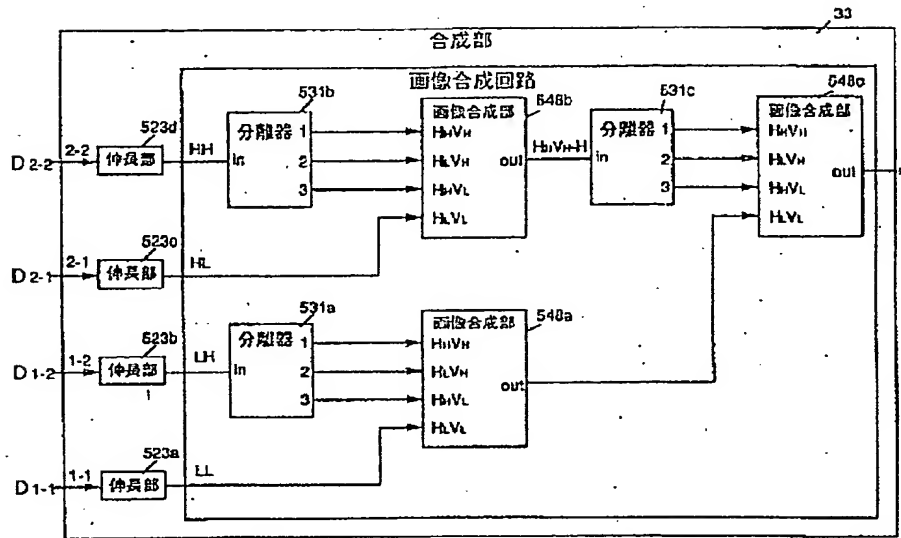 33
合成部
画像合成回路
D2-2
2-2
523d
伸長部
HH
531b
分離器
in
1
2
3
画像合成部
548b
HHVH
HLVH
HHVL
HLVL
out
HHVH-H
531c
分離器
in
1
2
3
548c
画像合成部
HHVH
HLVH
HHVL
HLVL
out
D2-1
2-1
523c
伸長部
HL
D1-2
1-2
523b
伸長部
LH
531a
分離器
in
1
2
3
画像合成部
548a
HHVH
HLVH
HHVL
HLVL
out
D1-1
1-1
523a
伸長部
LL